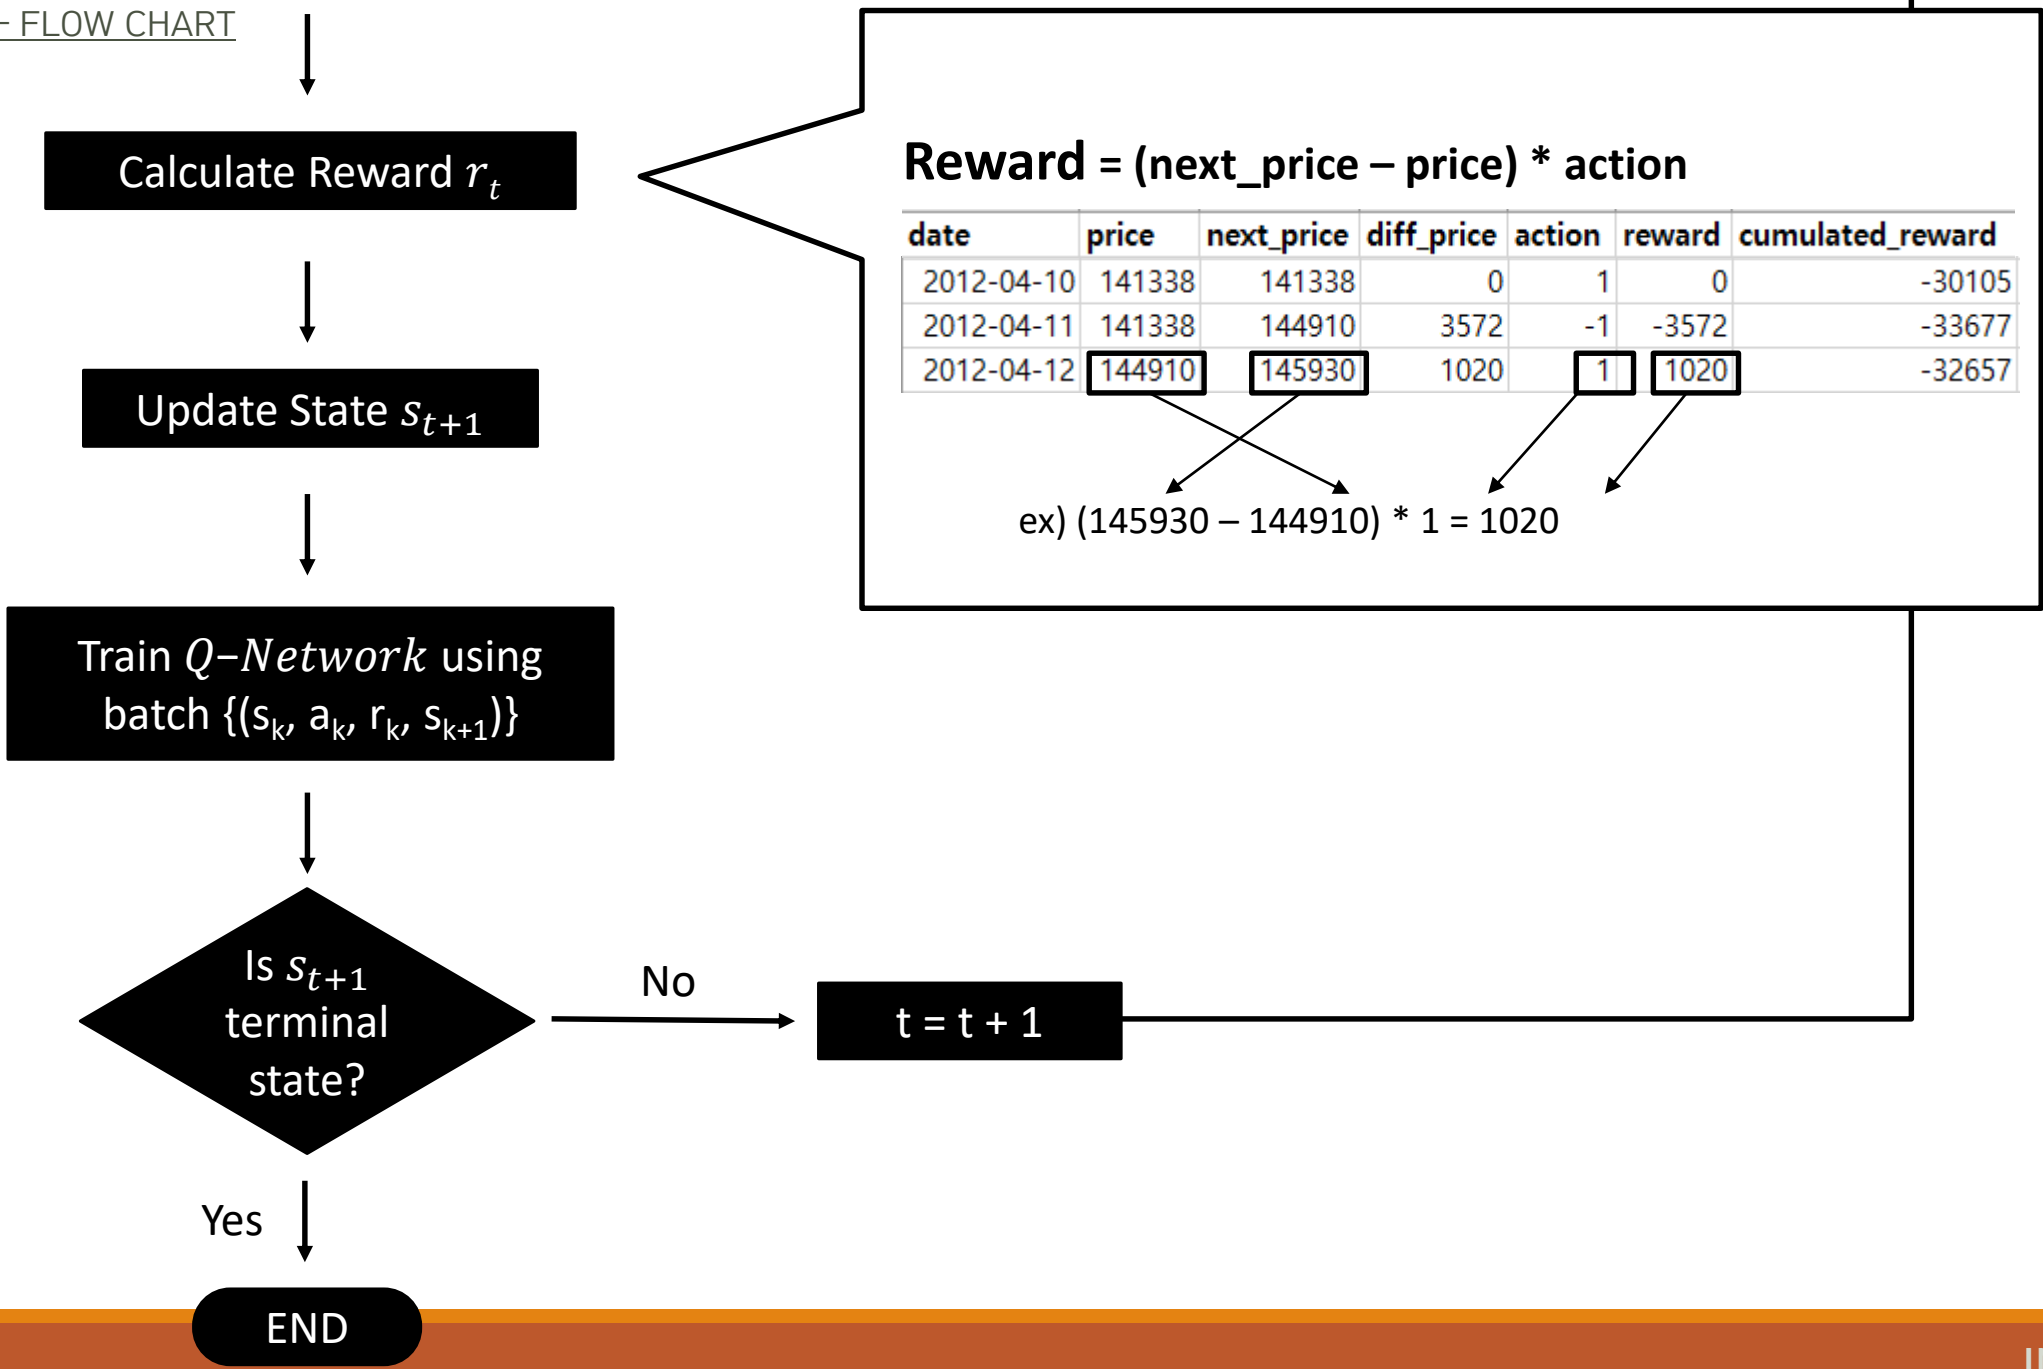 - FLOW CHART
Calculate Reward r_t
Update State s_{t+1}
Train Q–Network using
batch {(s_k, a_k, r_k, s_{k+1})}
Is s_{t+1}
terminal
state?
No
t = t + 1
Yes
END
Reward = (next_price – price) * action
date price next_price diff_price action reward cumulated_reward
2012-04-10 141338 141338 0 1 0 -30105
2012-04-11 141338 144910 3572 -1 -3572 -33677
2012-04-12 144910 145930 1020 1 1020 -32657
ex) (145930 – 144910) * 1 = 1020